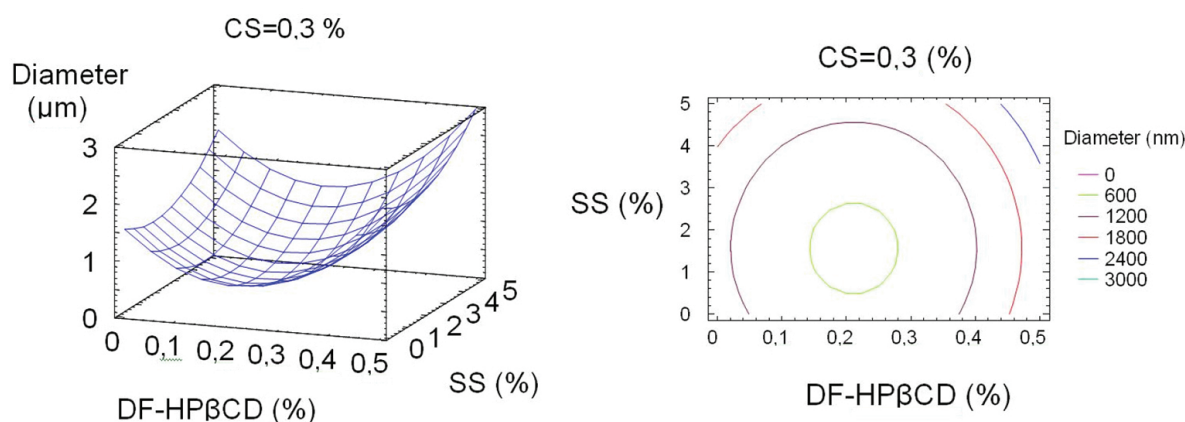 CS=0,3 %
Diameter
(μm)
3
2
1
0
0 0,1 0,2 0,3 0,4 0,5
0 1 2 3 4 5
SS (%)
DF-HPβCD (%)
CS=0,3 (%)
5
4
3
2
1
0
SS (%)
0 0,1 0,2 0,3 0,4 0,5
DF-HPβCD (%)
Diameter (nm)
0
600
1200
1800
2400
3000